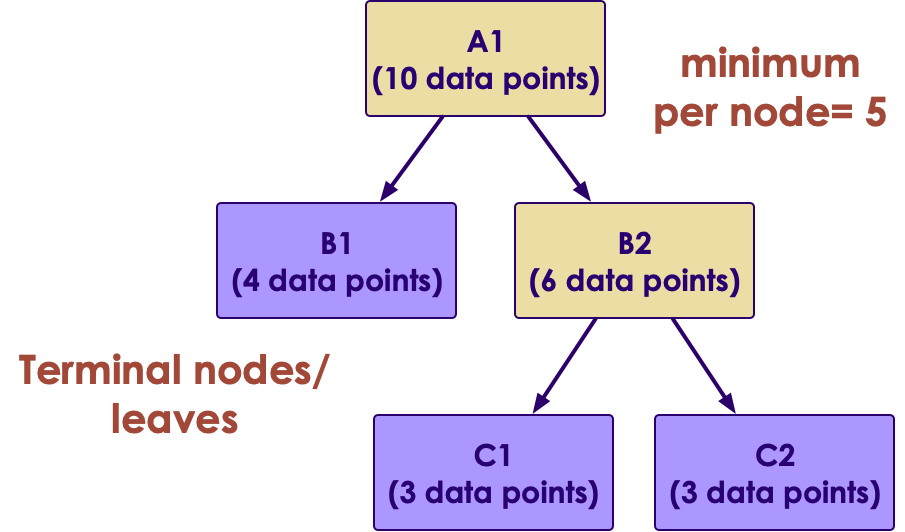 A1
(10 data points)
minimum
per node= 5
B1
(4 data points)
B2
(6 data points)
Terminal nodes/
leaves
C1
(3 data points)
C2
(3 data points)